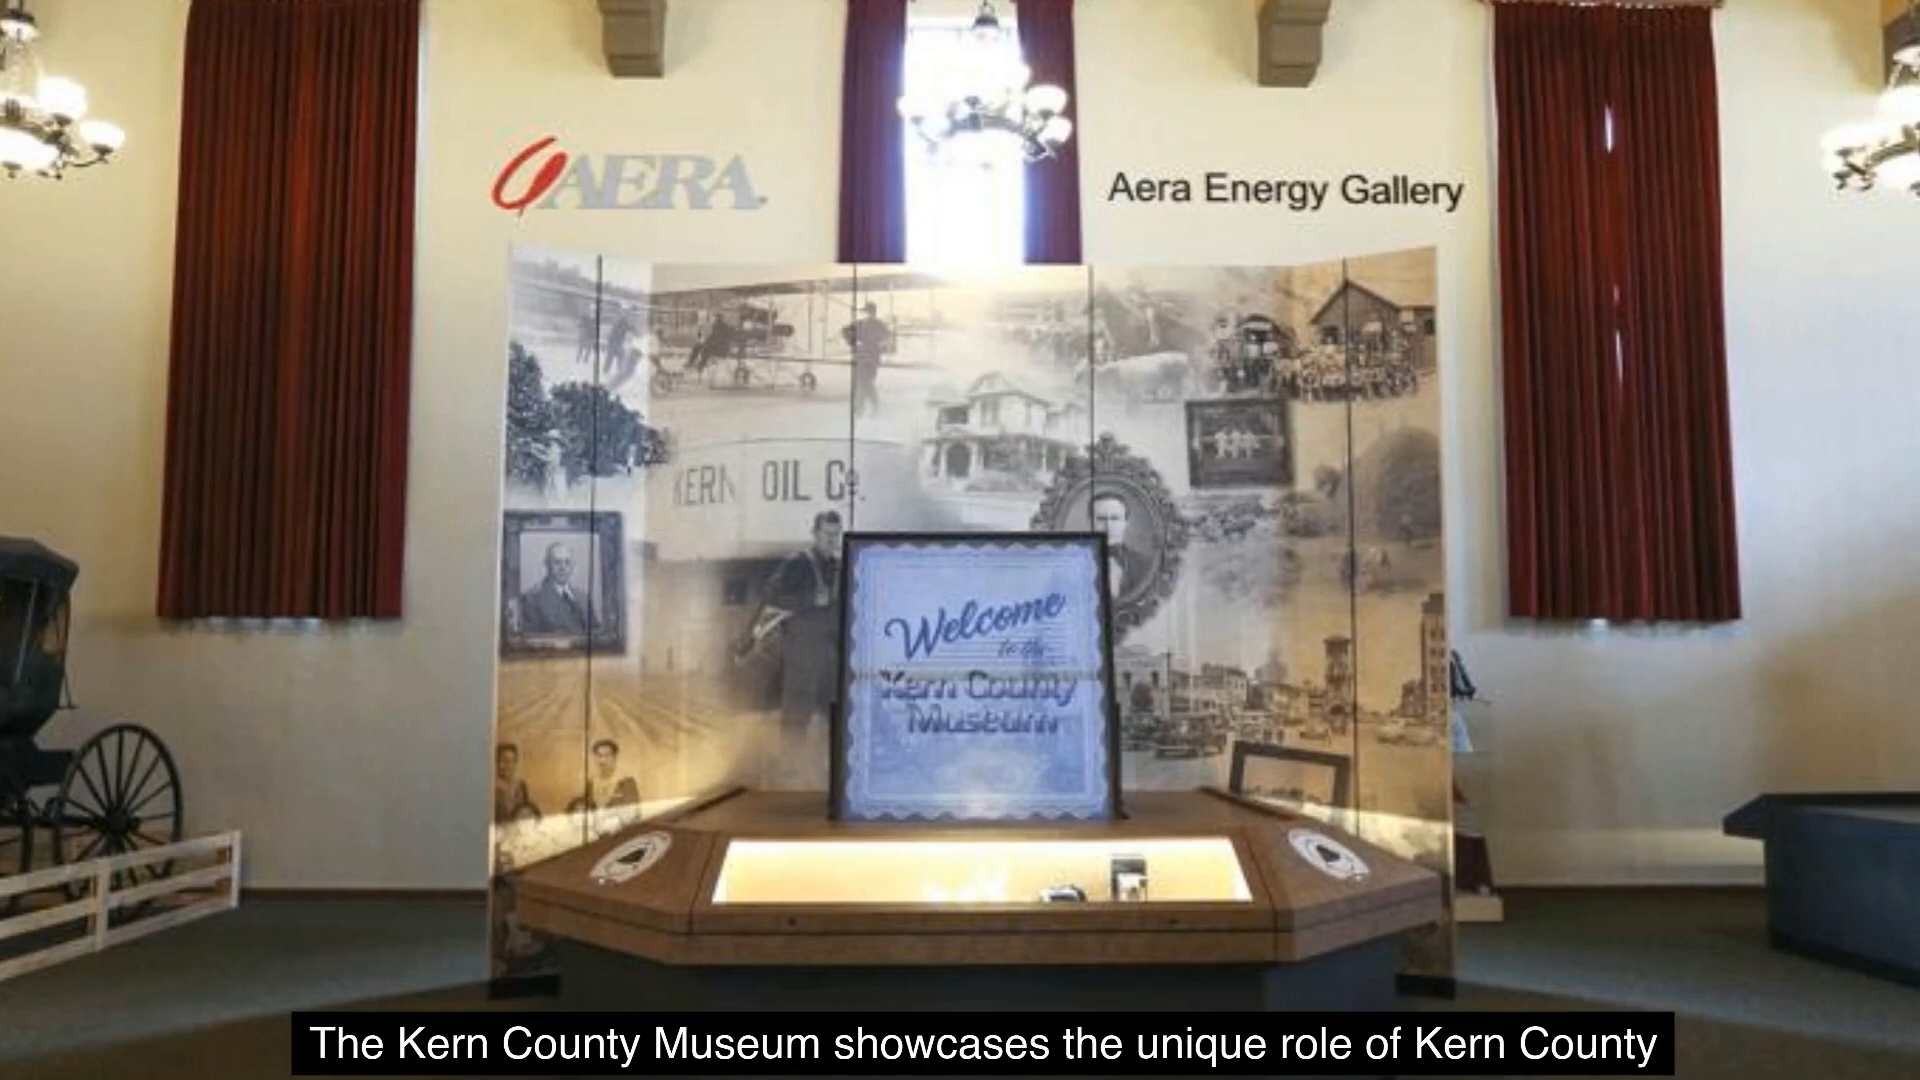 AERA
Aera Energy Gallery
KERN OIL Co.
Welcome
to the
Kern County
Museum
The Kern County Museum showcases the unique role of Kern County